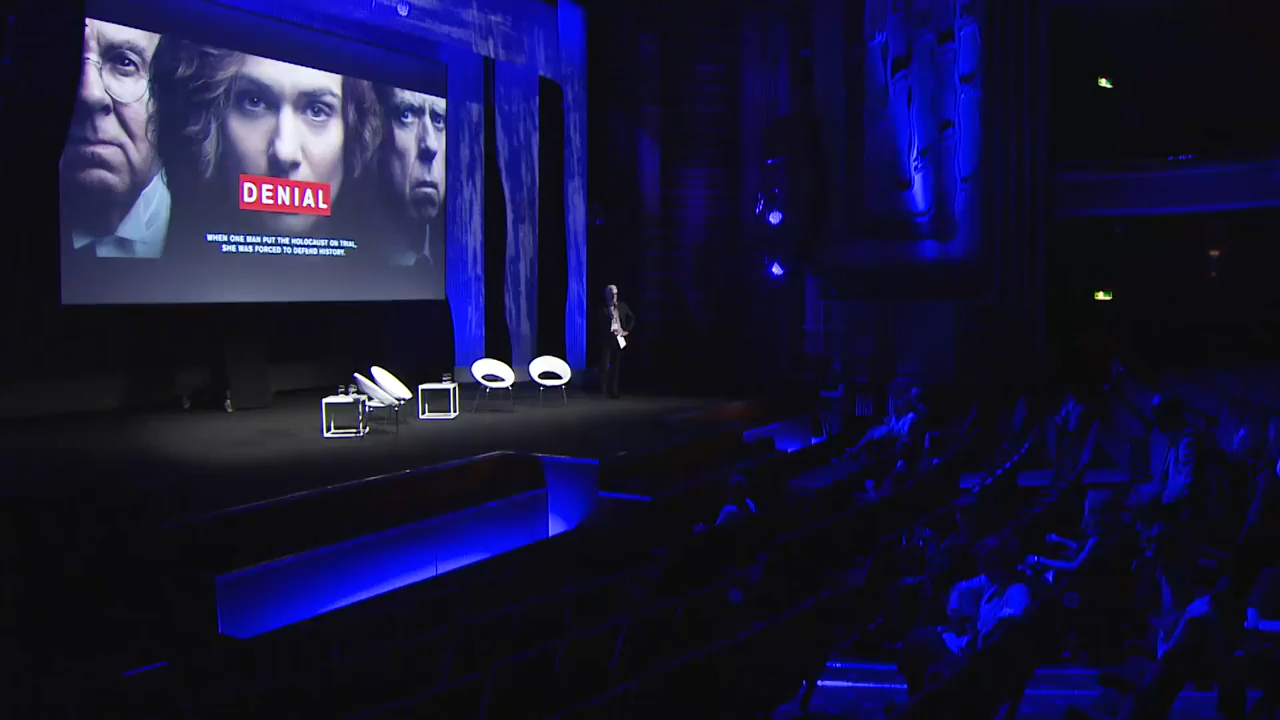 DENIAL
WHEN ONE MAN PUT THE HOLOCAUST ON TRIAL,
SHE WAS FORCED TO DEFEND HISTORY.